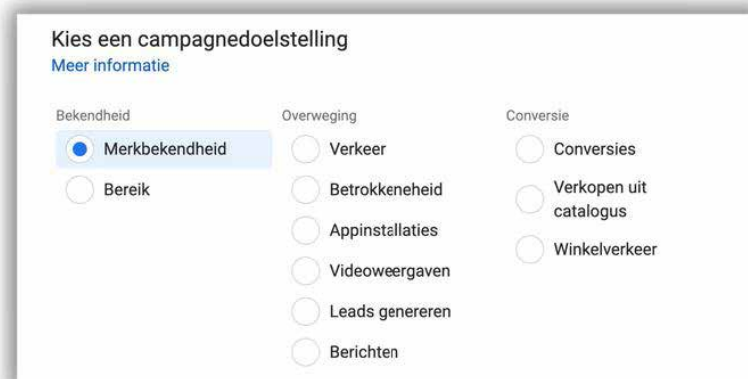 Kies een campagnedoelstelling
Meer informatie
Bekendheid
Merkbekendheid
Bereik
Overweging
Verkeer
Betrokkeneheid
Appinstallaties
Videoweergaven
Leads genereren
Berichten
Conversie
Conversies
Verkopen uit
catalogus
Winkelverkeer